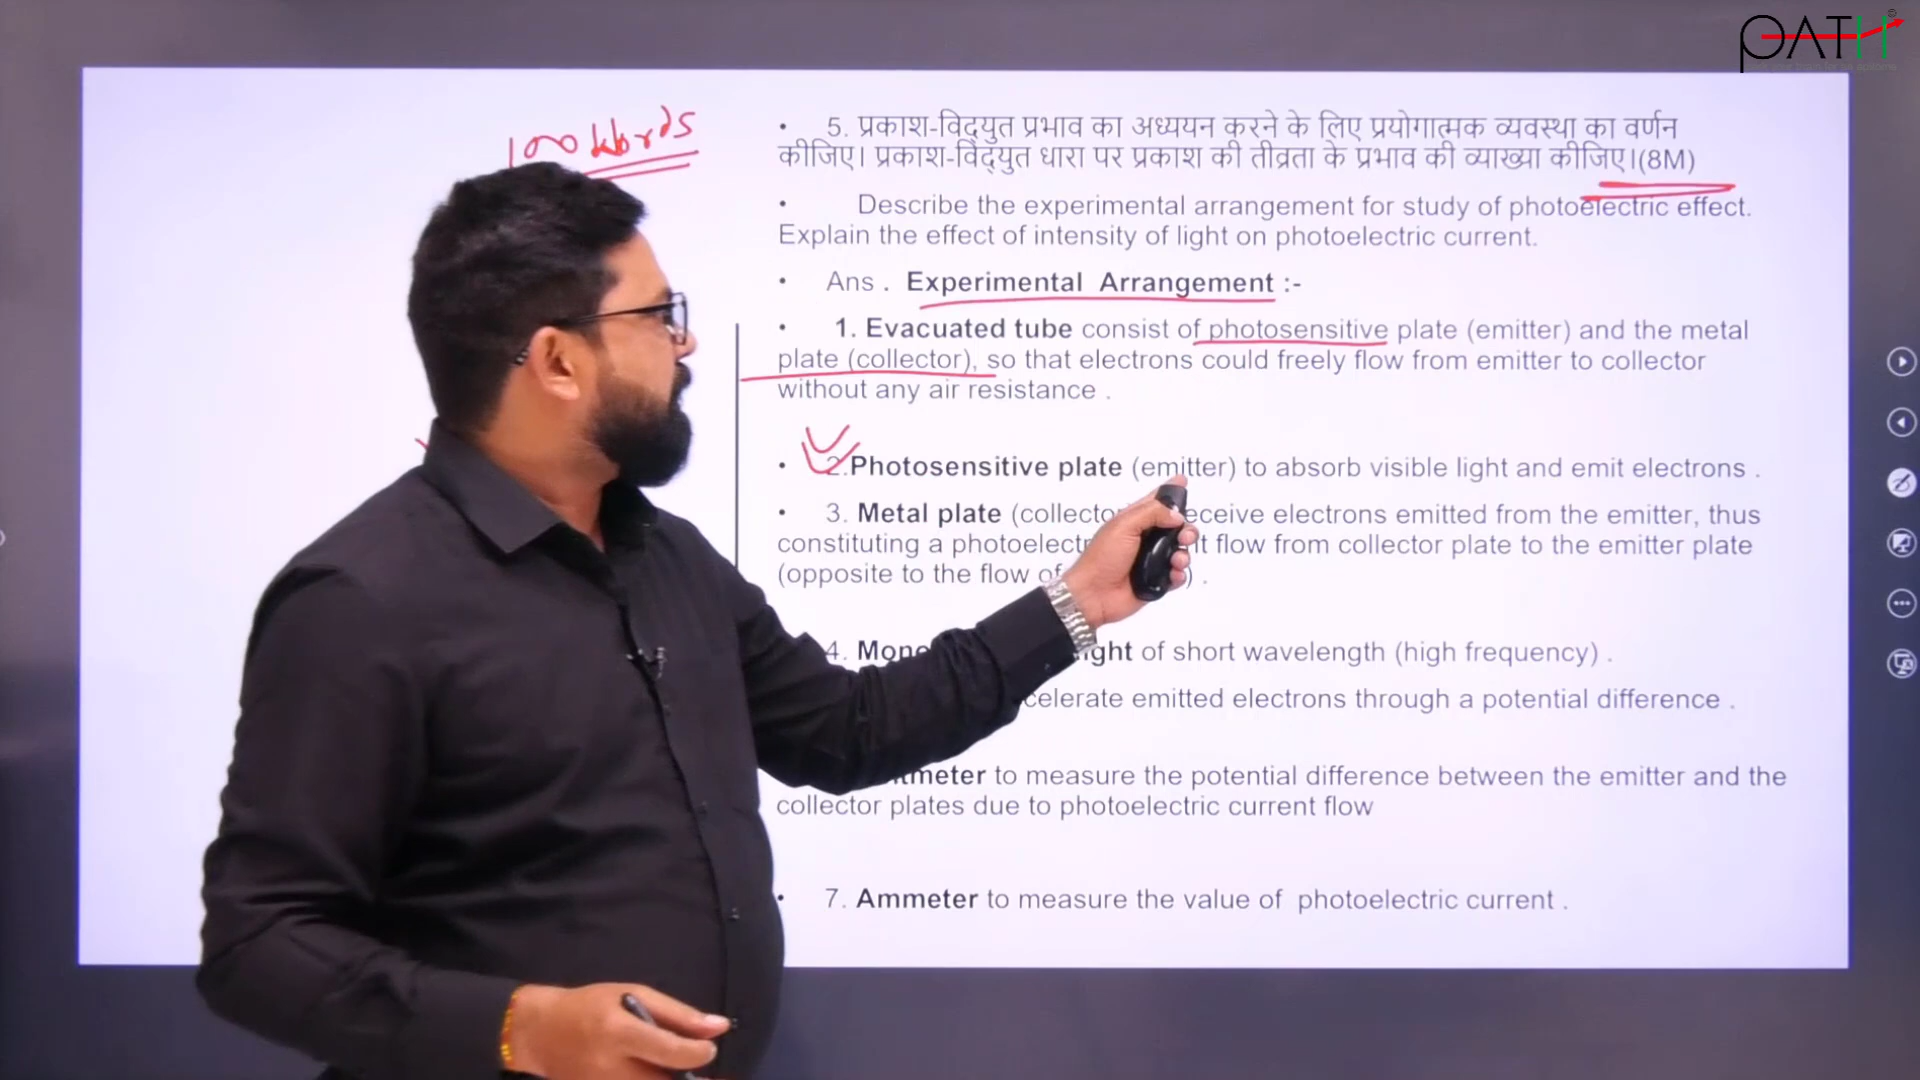 PATH
100 Words
• 5. प्रकाश-विद्युत प्रभाव का अध्ययन करने के लिए प्रयोगात्मक व्यवस्था का वर्णन
कीजिए। प्रकाश-विद्युत धारा पर प्रकाश की तीव्रता के प्रभाव की व्याख्या कीजिए।(8M)
• Describe the experimental arrangement for study of photoelectric effect.
Explain the effect of intensity of light on photoelectric current.
• Ans . Experimental Arrangement :-
• 1. Evacuated tube consist of photosensitive plate (emitter) and the metal
plate (collector), so that electrons could freely flow from emitter to collector
without any air resistance .
• 2.Photosensitive plate (emitter) to absorb visible light and emit electrons .
• 3. Metal plate (collector eceive electrons emitted from the emitter, thus
constituting a photoelectr t flow from collector plate to the emitter plate
(opposite to the flow of ) .
4. Mono ight of short wavelength (high frequency) .
celerate emitted electrons through a potential difference .
tmeter to measure the potential difference between the emitter and the
collector plates due to photoelectric current flow
• 7. Ammeter to measure the value of photoelectric current .